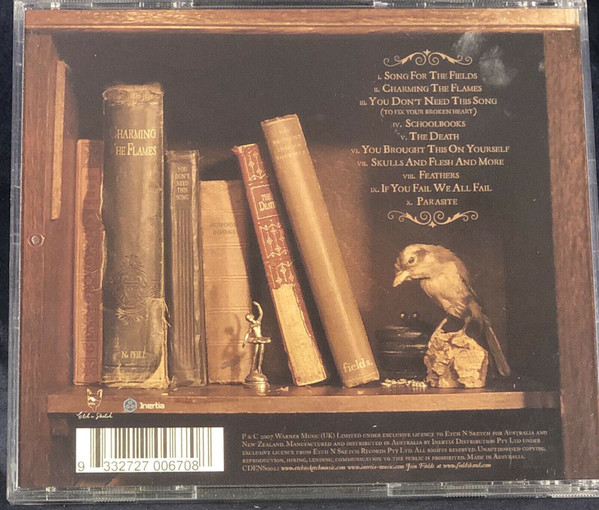 i. Song For The Fields
ii. Charming The Flames
iii. You Don't Need This Song
(to fix your broken heart)
iv. Schoolbooks
v. The Death
vi. You Brought This On Yourself
vii. Skulls And Flesh And More
viii. Feathers
ix. If You Fail We All Fail
x. Parasite
Charming
The Flames
You
Don't
Need
This
Song
The
Death
fields.
Etch n Sketch
Inertia
P & C 2007 Warner Music (UK) Limited under exclusive licence to Etch N Sketch for Australia and
New Zealand. Manufactured and distributed in Australia by Inertia Distribution Pty Ltd under
exclusive licence from Etch N Sketch Records Pty Ltd. All rights reserved. Unauthorised copying,
reproduction, hiring, lending, communication to the public is prohibited. Made in Australia.
www.inertia-music.com Join Fields at www.fieldsband.com
9 332727 006708